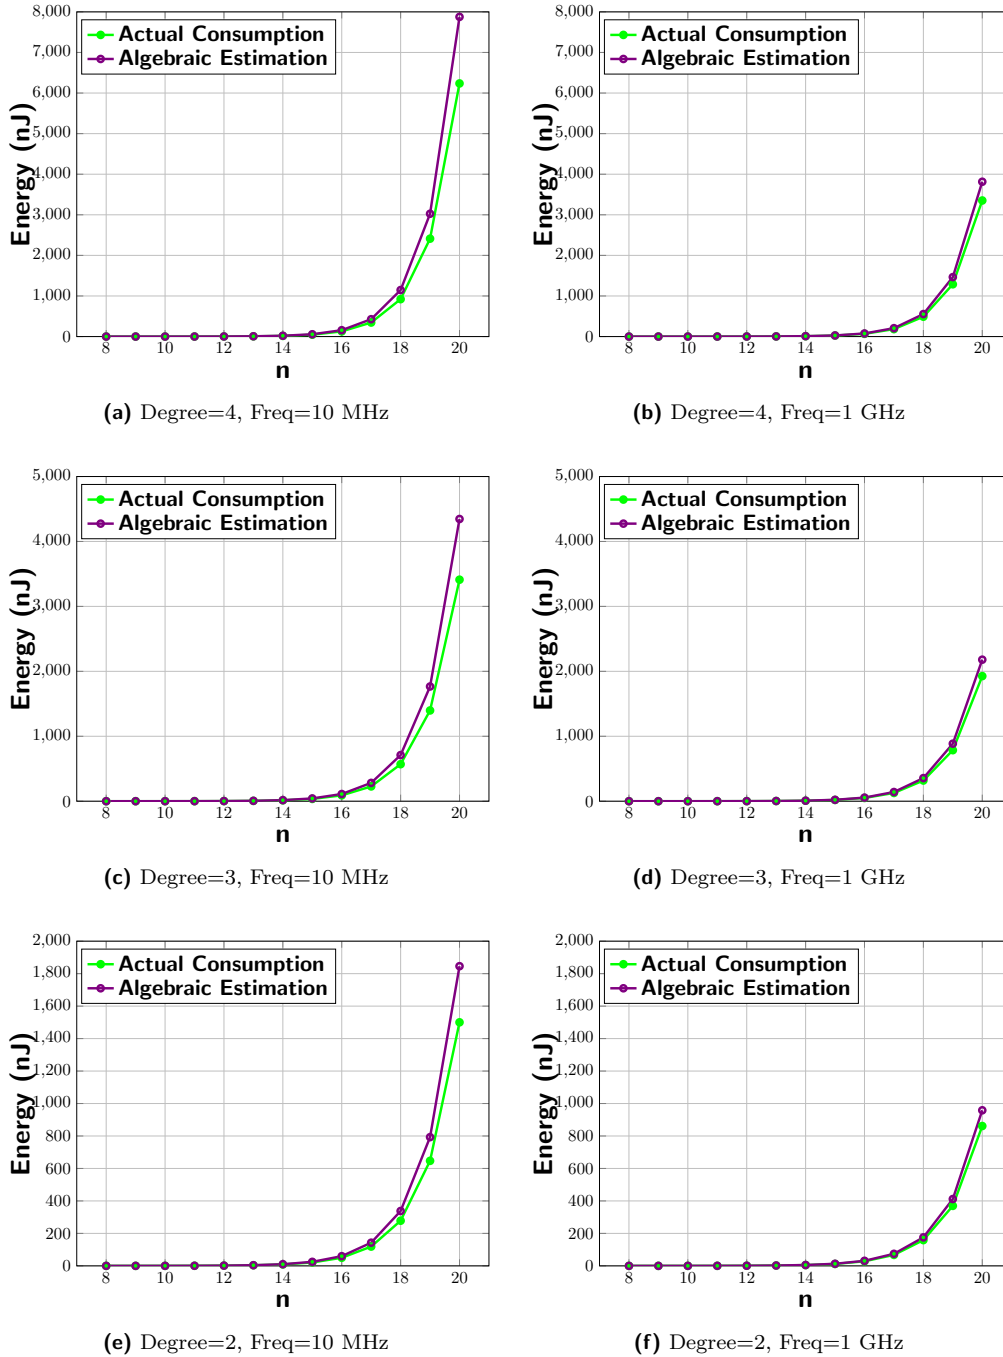 8,000
7,000
6,000
5,000
4,000
3,000
2,000
1,000
0
Energy (nJ)
Actual Consumption
Algebraic Estimation
8 10 12 14 16 18 20
n
(a) Degree=4, Freq=10 MHz
8,000
7,000
6,000
5,000
4,000
3,000
2,000
1,000
0
Energy (nJ)
Actual Consumption
Algebraic Estimation
8 10 12 14 16 18 20
n
(b) Degree=4, Freq=1 GHz
5,000
4,000
3,000
2,000
1,000
0
Energy (nJ)
Actual Consumption
Algebraic Estimation
8 10 12 14 16 18 20
n
(c) Degree=3, Freq=10 MHz
5,000
4,000
3,000
2,000
1,000
0
Energy (nJ)
Actual Consumption
Algebraic Estimation
8 10 12 14 16 18 20
n
(d) Degree=3, Freq=1 GHz
2,000
1,800
1,600
1,400
1,200
1,000
800
600
400
200
0
Energy (nJ)
Actual Consumption
Algebraic Estimation
8 10 12 14 16 18 20
n
(e) Degree=2, Freq=10 MHz
2,000
1,800
1,600
1,400
1,200
1,000
800
600
400
200
0
Energy (nJ)
Actual Consumption
Algebraic Estimation
8 10 12 14 16 18 20
n
(f) Degree=2, Freq=1 GHz